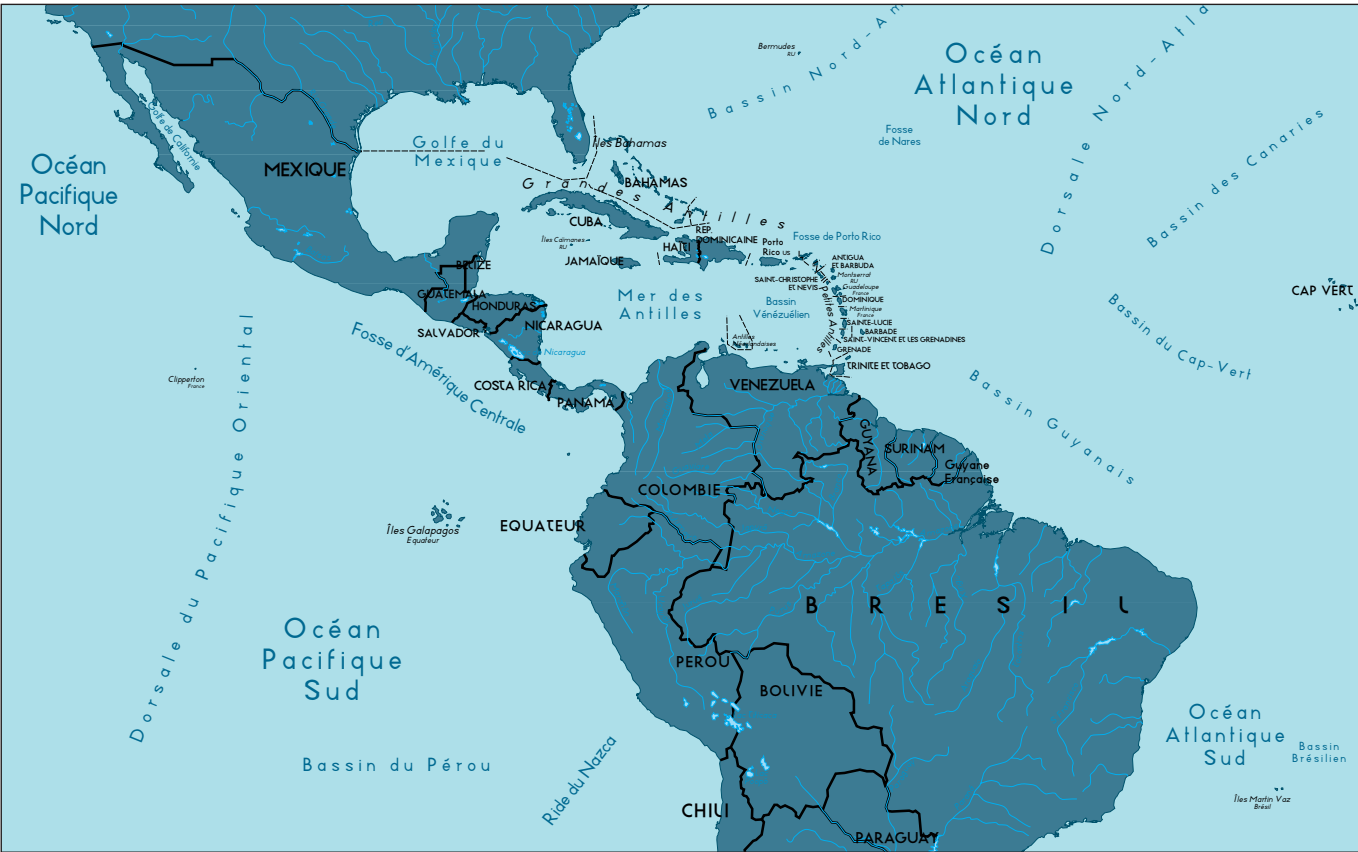 Bermudes
RU
Bassin Nord-Am
Océan
Atlantique
Nord
Dorsale Nord-Atla
Fosse
de Nares
Bassin des Canaries
Golfe de Californie
Golfe du
Mexique
Îles Bahamas
Océan
Pacifique
Nord
MEXIQUE
BAHAMAS
Grandes Antilles
CUBA
RÉP.
DOMINICAINE
HAÏTI
Porto
Rico US
Fosse de Porto Rico
Îles Caïmanes
RU
JAMAÏQUE
BELIZE
ANTIGUA
ET BARBUDA
SAINT-CHRISTOPHE
ET NEVIS
Montserrat
RU
Guadeloupe
France
DOMINIQUE
Martinique
France
SAINTE-LUCIE
BARBADE
SAINT-VINCENT ET LES GRENADINES
GRENADE
TRINITE ET TOBAGO
Petites Antilles
CAP VERT
GUATEMALA
HONDURAS
SALVADOR
NICARAGUA
Nicaragua
Mer des
Antilles
Bassin
Vénézuélien
Antilles
Bassin du Cap-Vert
Fosse d'Amérique Centrale
Clipperton
France
COSTA RICA
PANAMA
VENEZUELA
Bassin Guyanais
Dorsale du Pacifique Oriental
GUYANA
SURINAM
Guyane
Française
COLOMBIE
EQUATEUR
Îles Galapagos
Equateur
BRESIL
Océan
Pacifique
Sud
PEROU
BOLIVIE
Océan
Atlantique
Sud
Bassin
Brésilien
Bassin du Pérou
Ride du Nazca
Îles Martin Vaz
Brésil
CHILI
PARAGUAY